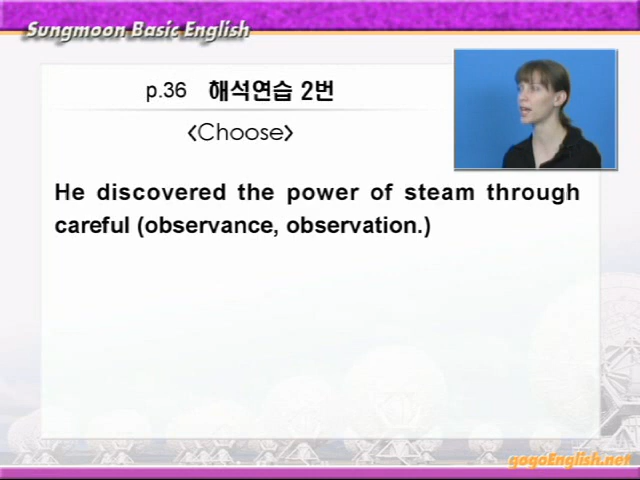 Sungmoon Basic English
p.36 해석연습 2번
<Choose>
He discovered the power of steam through
careful (observance, observation.)
gogoEnglish.net